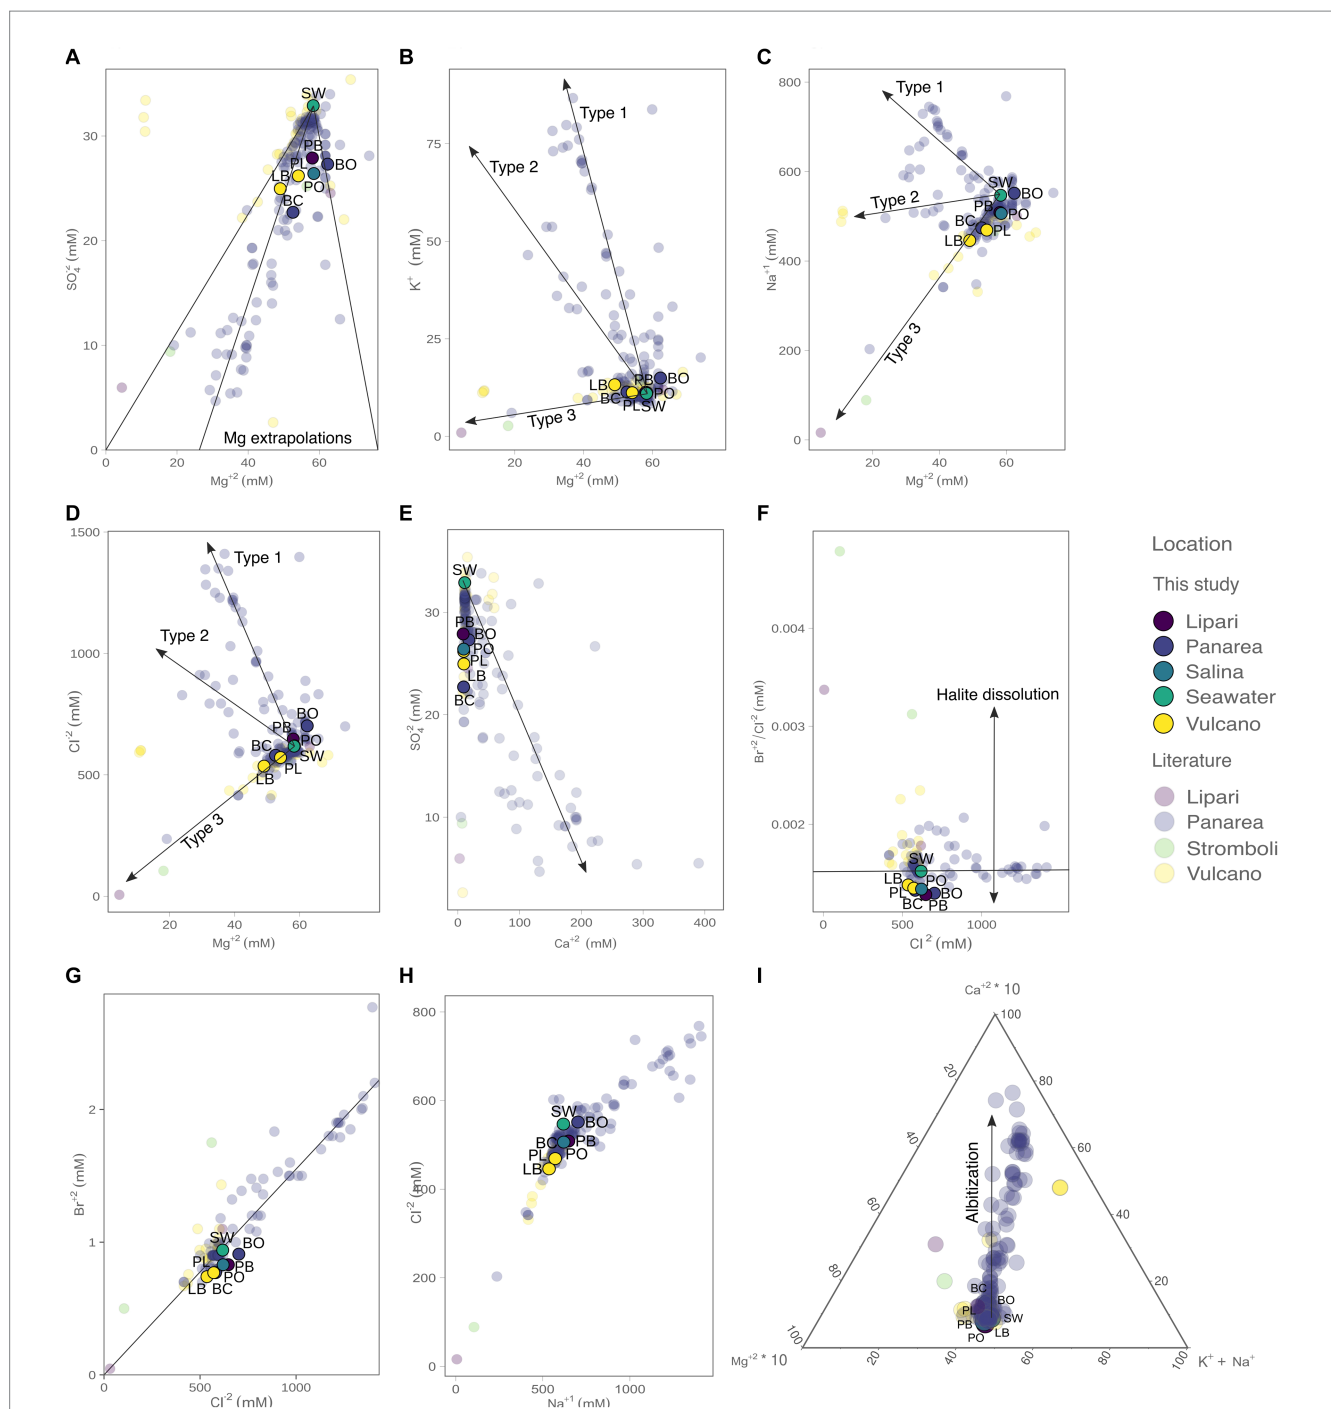 A
SO₄⁻² (mM)
30
20
10
0
SW
PB
PL
BO
LB
PO
BC
Mg extrapolations
0 20 40 60
Mg⁺² (mM)
B
K⁺ (mM)
75
50
25
0
Type 1
Type 2
Type 3
LB
PB
BO
BC
PO
PL
SW
0 20 40 60
Mg⁺² (mM)
C
Na⁺¹ (mM)
800
600
400
200
0
Type 1
Type 2
Type 3
SW
BO
PB
PO
BC
PL
LB
0 20 40 60
Mg⁺² (mM)
D
Cl⁻² (mM)
1500
1000
500
0
Type 1
Type 2
Type 3
BO
PB
PO
BC
SW
PL
LB
0 20 40 60
Mg⁺² (mM)
E
SO₄⁻² (mM)
30
20
10
0
SW
PB
BO
PO
PL
LB
BC
0 100 200 300 400
Ca⁺² (mM)
F
Br⁺²/Cl⁻² (mM)
0.004
0.003
0.002
Halite dissolution
SW
LB
PO
PL
BO
BC
PB
0 500 1000
Cl⁻² (mM)
Location
This study
Lipari
Panarea
Salina
Seawater
Vulcano
Literature
Lipari
Panarea
Stromboli
Vulcano
G
Br⁺² (mM)
2
1
0
SW
BO
PL
PB
PO
LB
BC
0 500 1000
Cl⁻² (mM)
H
Cl⁻² (mM)
800
600
400
200
0
SW
BO
BC
PB
PL
PO
LB
0 500 1000
Na⁺¹ (mM)
I
Ca⁺² * 10
100
20
80
40
60
60
40
80
20
100
Albitization
BC
PL
BO
PB
SW
PO
LB
Mg⁺² * 10
20 40 60 80 100
K⁺ + Na⁺